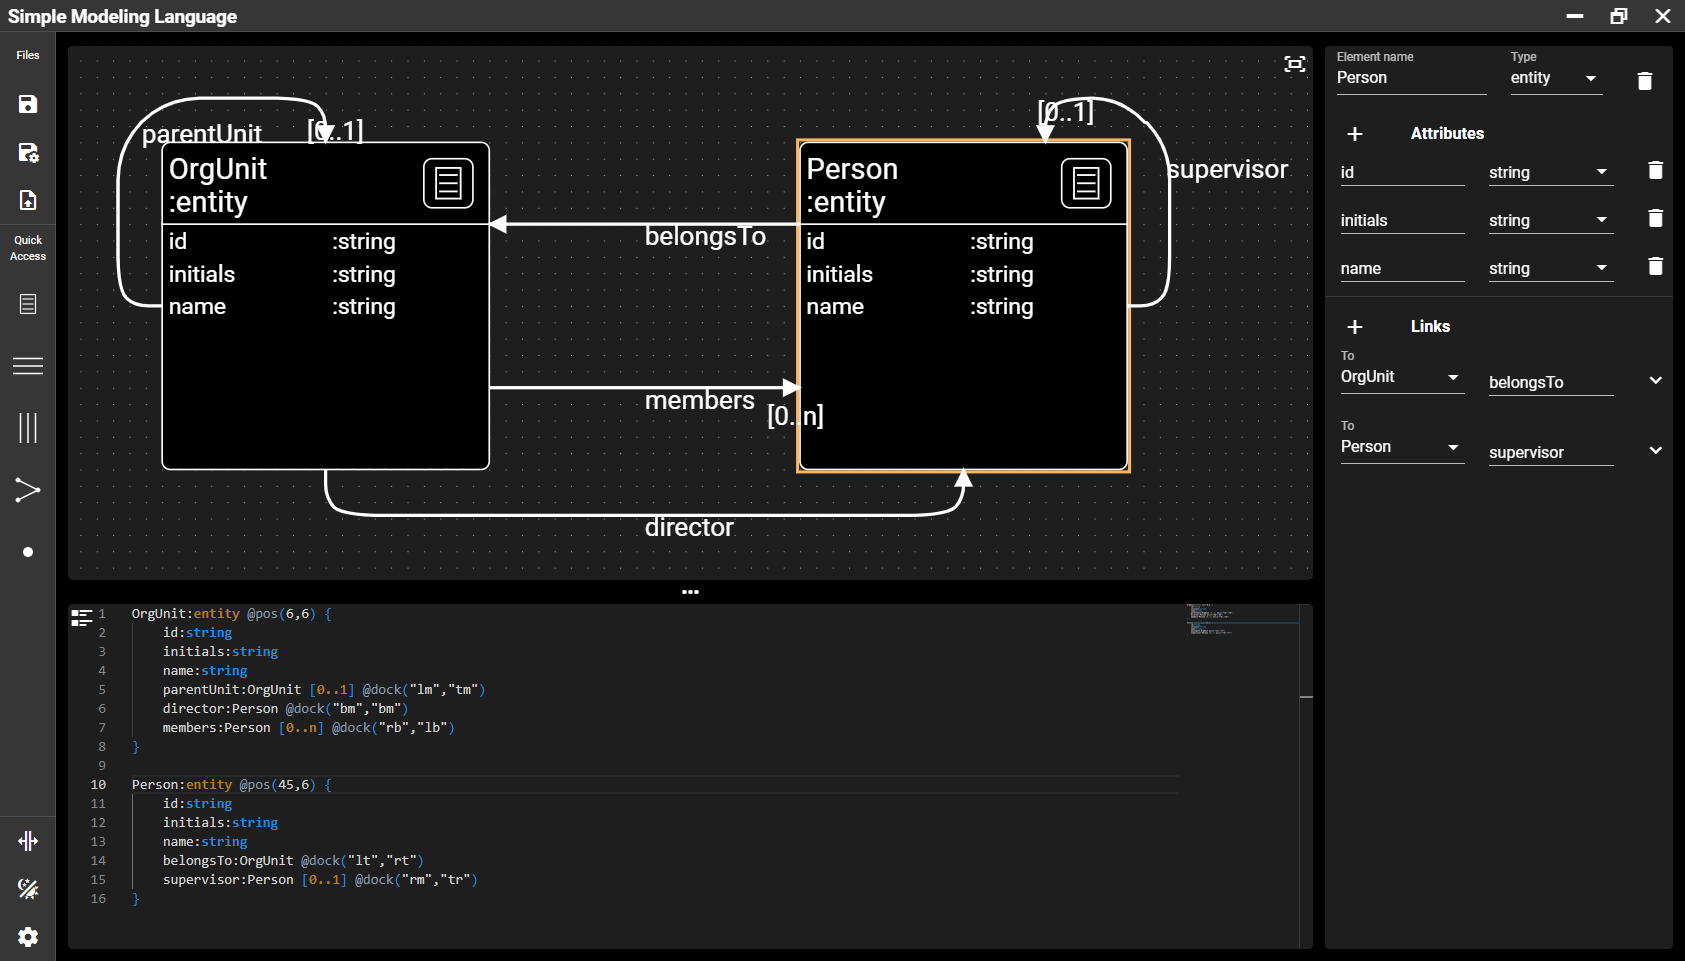 Simple Modeling Language
Files
Quick
Access
parentUnit
[0..1]
OrgUnit
:entity
id :string
initials :string
name :string
belongsTo
members
[0..n]
director
[0..1]
supervisor
Person
:entity
id :string
initials :string
name :string
1 OrgUnit:entity @pos(6,6) {
2 id:string
3 initials:string
4 name:string
5 parentUnit:OrgUnit [0..1] @dock("lm","tm")
6 director:Person @dock("bm","bm")
7 members:Person [0..n] @dock("rb","lb")
8 }
9
10 Person:entity @pos(45,6) {
11 id:string
12 initials:string
13 name:string
14 belongsTo:OrgUnit @dock("lt","rt")
15 supervisor:Person [0..1] @dock("rm","tr")
16 }
Element name Type
Person entity
Attributes
id string
initials string
name string
Links
To
OrgUnit belongsTo
To
Person supervisor